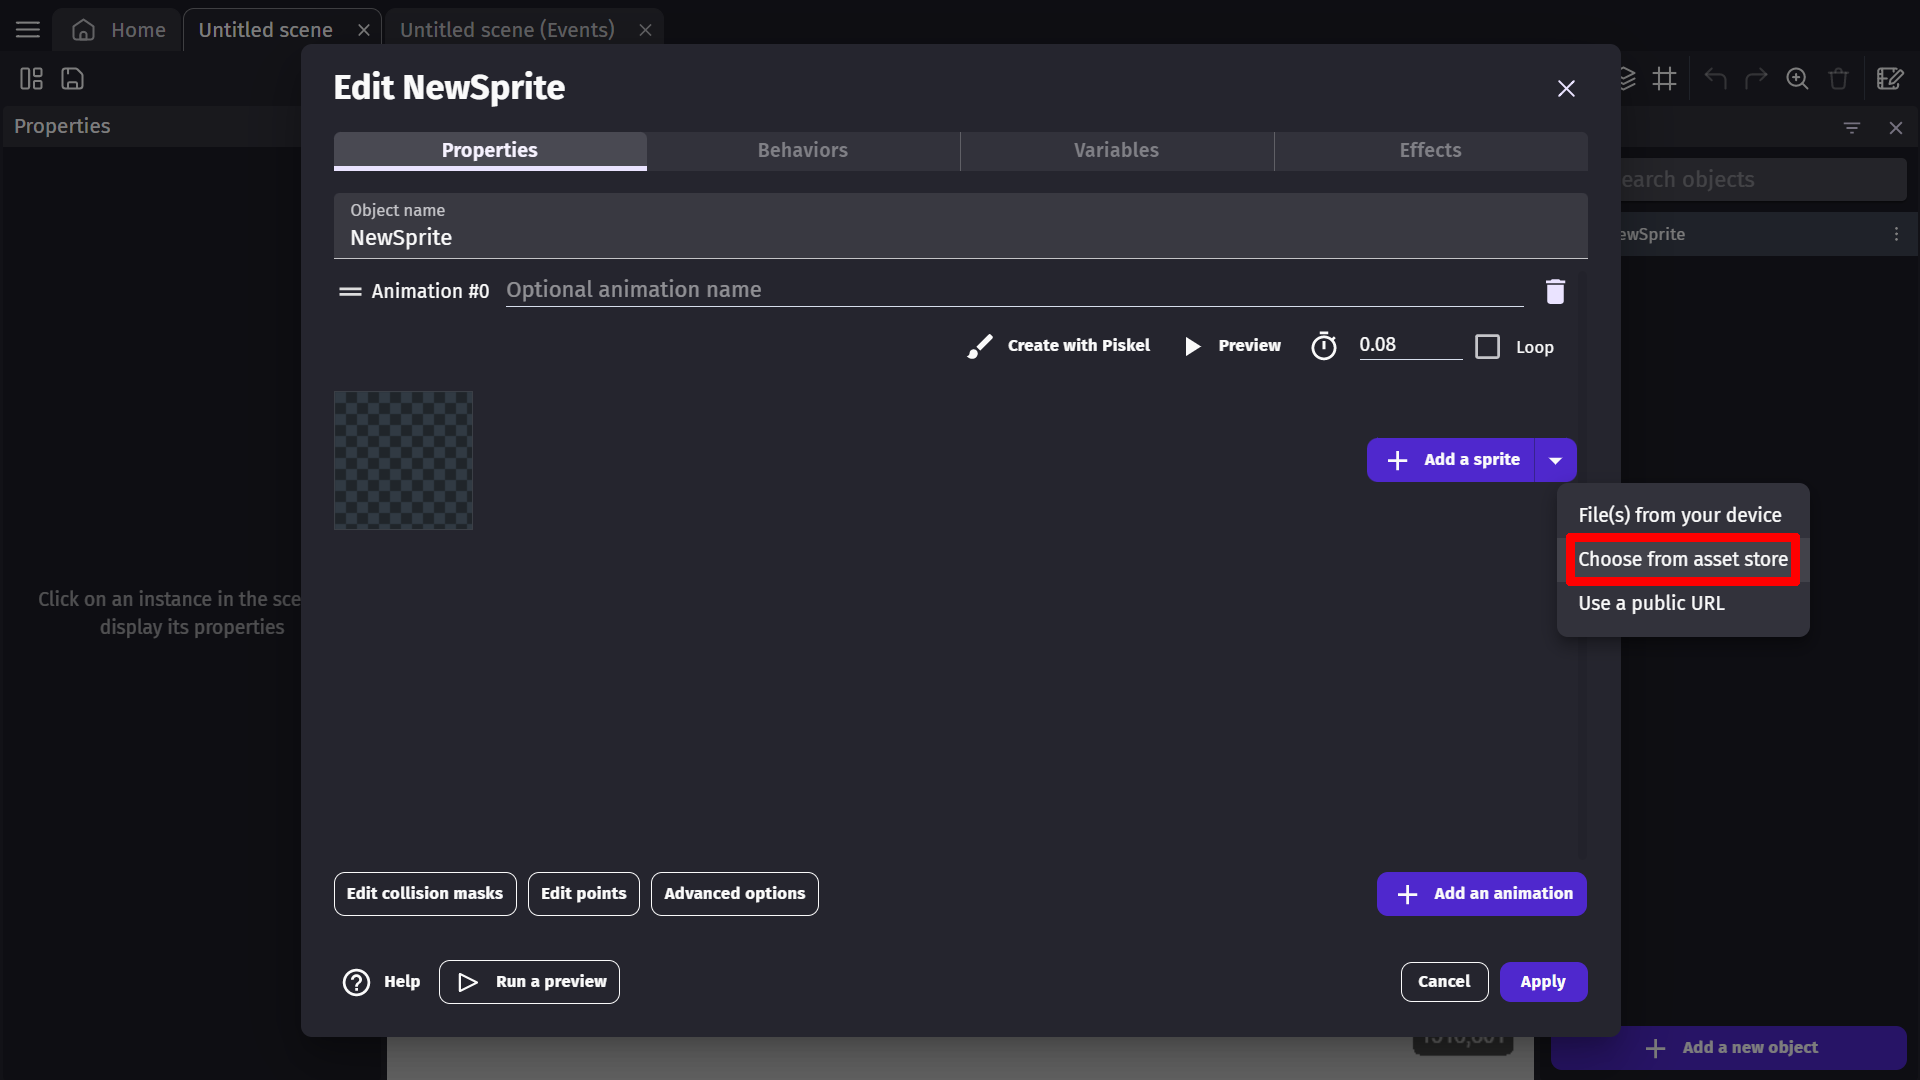 Home
Untitled scene
Untitled scene (Events)
Properties
Edit NewSprite
Properties
Behaviors
Variables
Effects
earch objects
Object name
NewSprite
ewSprite
Animation #0
Optional animation name
Create with Piskel
Preview
0.08
Loop
Add a sprite
File(s) from your device
Choose from asset store
Use a public URL
Click on an instance in the sce
display its properties
Edit collision masks
Edit points
Advanced options
Add an animation
Help
Run a preview
Cancel
Apply
Add a new object